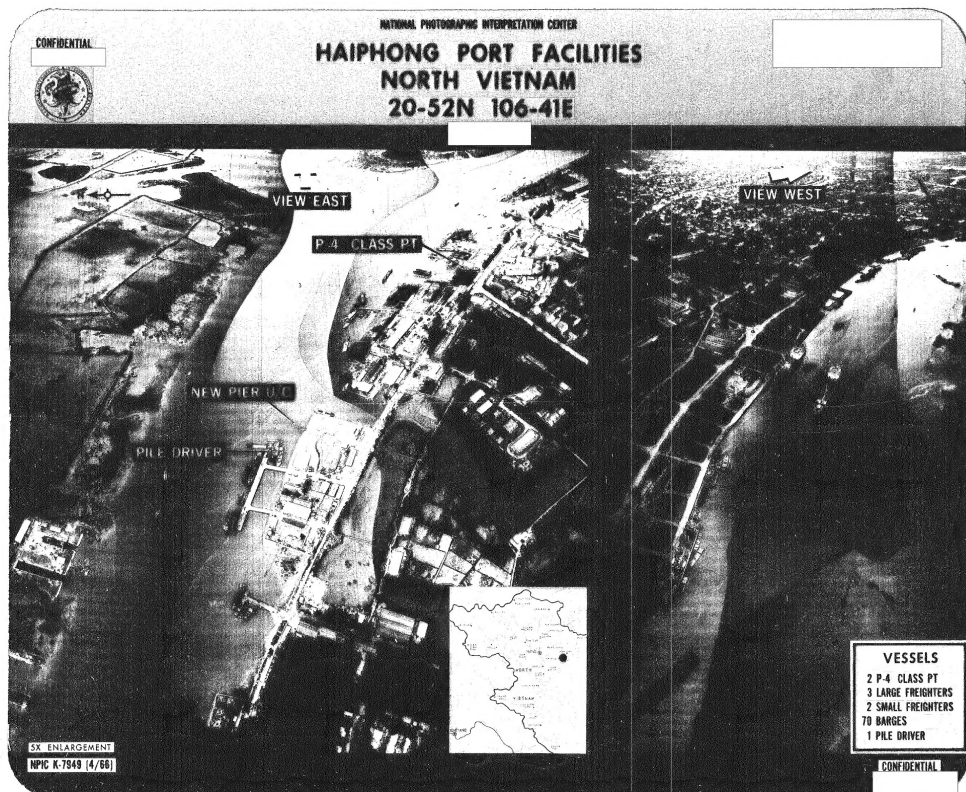 NATIONAL PHOTOGRAPHIC INTERPRETATION CENTER
CONFIDENTIAL
HAIPHONG PORT FACILITIES
NORTH VIETNAM
20-52N 106-41E
VIEW EAST
P-4 CLASS PT
NEW PIER U/C
PILE DRIVER
VIEW WEST
NORTH
VIETNAM
VESSELS
2 P-4 CLASS PT
3 LARGE FREIGHTERS
2 SMALL FREIGHTERS
70 BARGES
1 PILE DRIVER
5X ENLARGEMENT
NPIC K-7949 (4/66)
CONFIDENTIAL